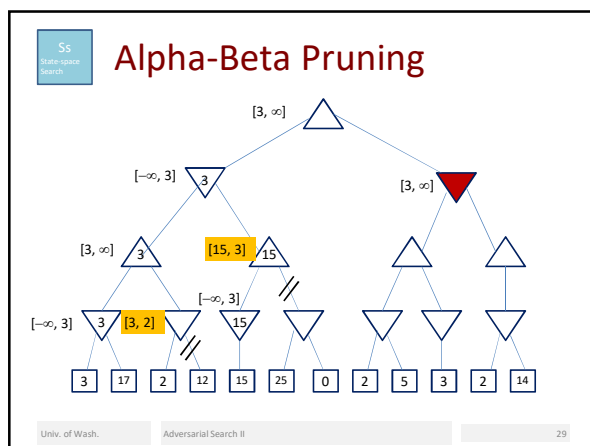 Ss
State-space
Search
Alpha-Beta Pruning
[3, ∞]
[−∞, 3]
3
[3, ∞]
[3, ∞]
3
[15, 3]
15
[−∞, 3]
[−∞, 3]
3
[3, 2]
15
3 17 2 12 15 25 0 2 5 3 2 14
Univ. of Wash. Adversarial Search II 29